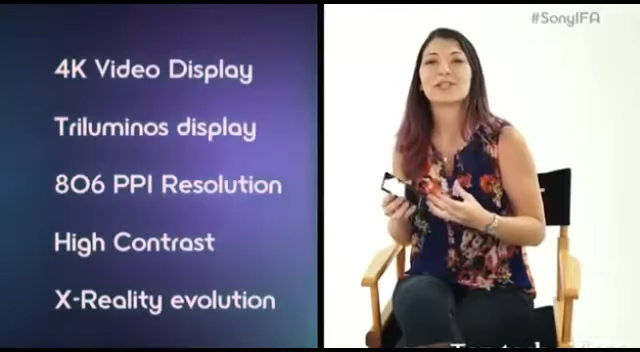 #SonyIFA
4K Video Display
Triluminos display
806 PPI Resolution
High Contrast
X-Reality evolution